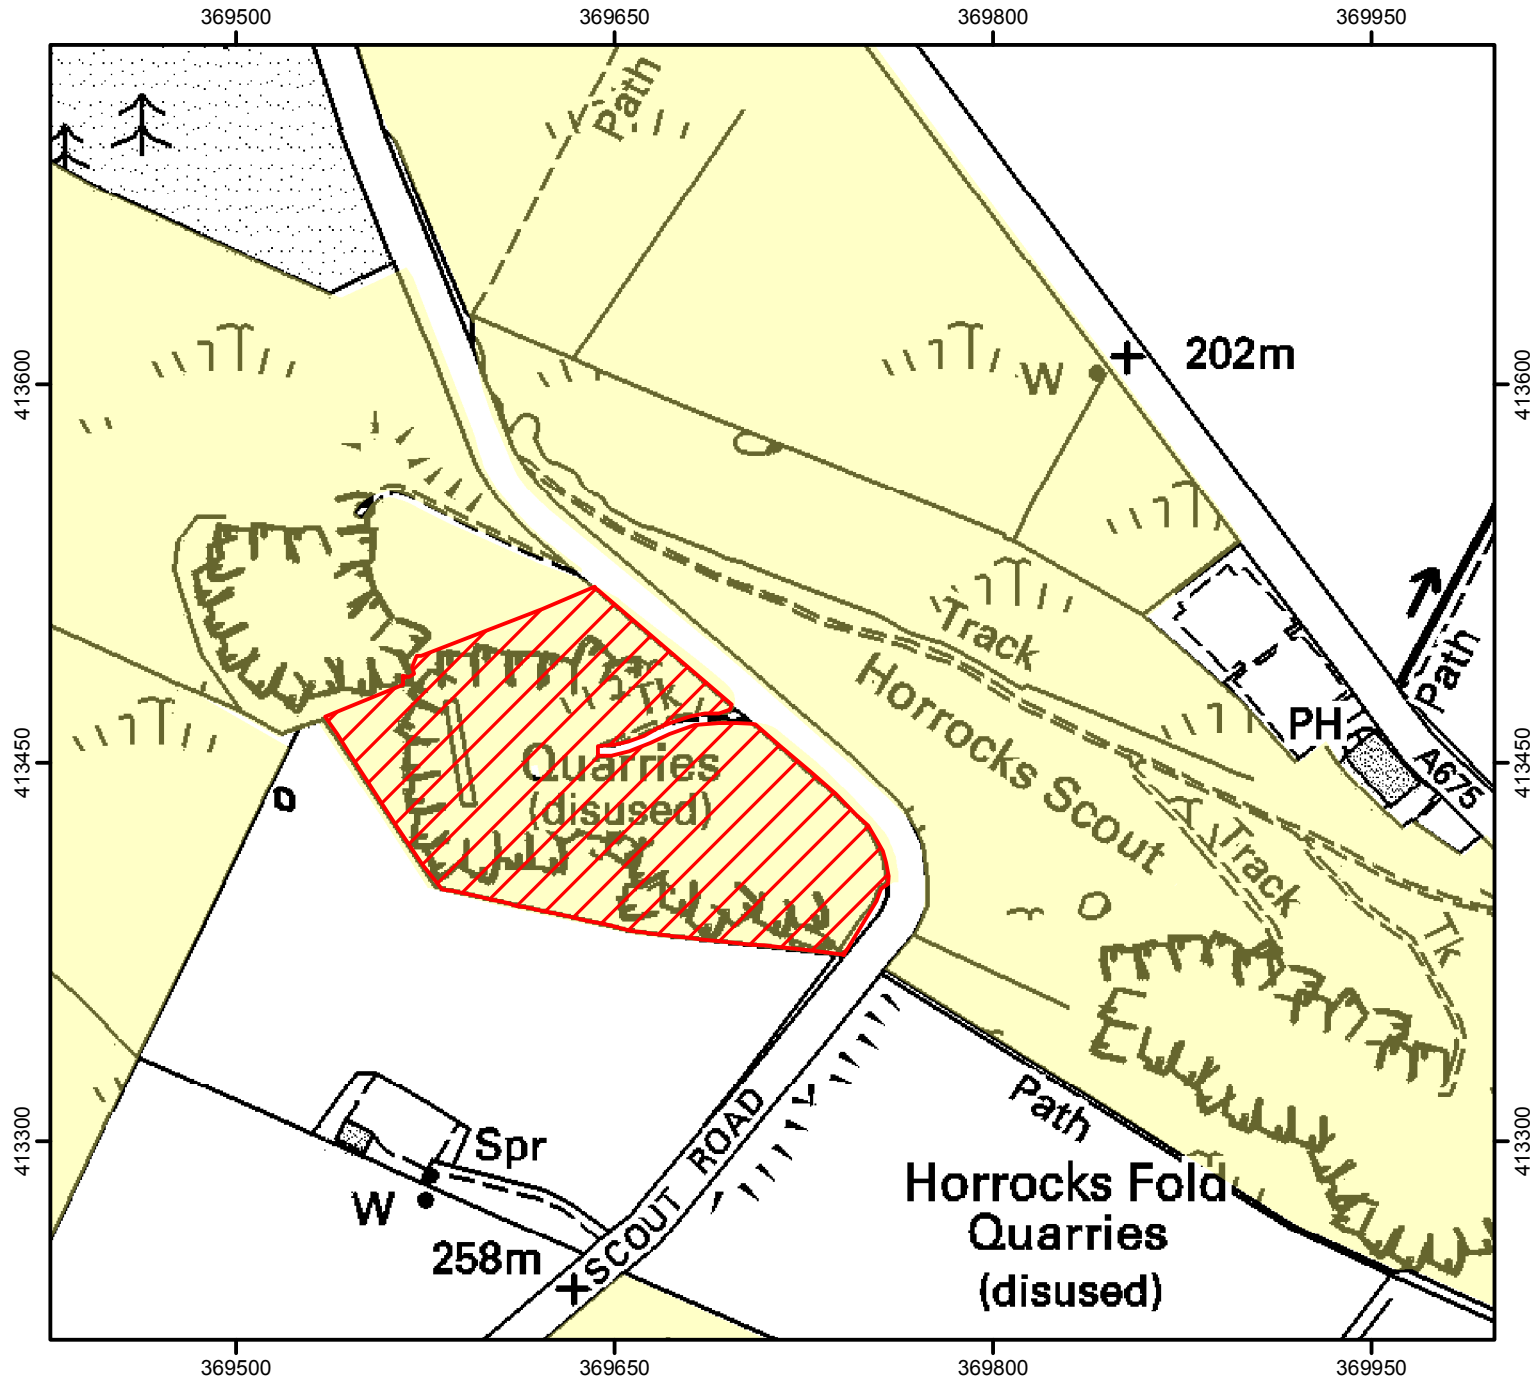 369500 369650 369800 369950
Path
202m
W
413600 413600
Track
Horrocks Scout
Path
Tk
PH
A675
413450 413450
Quarries
(disused)
Track
Tk
Path
413300 413300
Spr
W
258m
SCOUT ROAD
Horrocks Fold
Quarries
(disused)
369500 369650 369800 369950